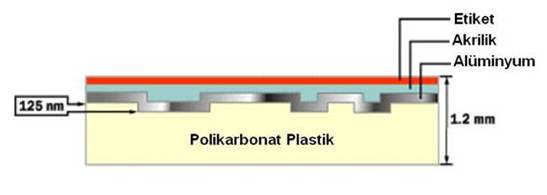 Etiket
Akrilik
Alüminyum
125 nm
1.2 mm
Polikarbonat Plastik